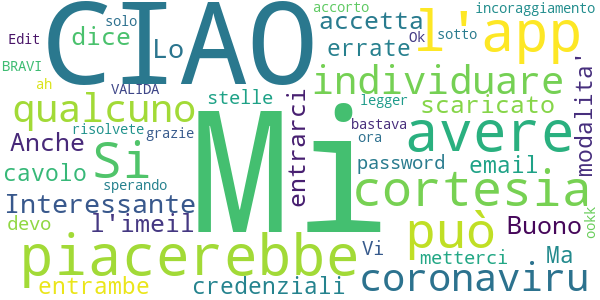 CIAO
solo
accorto
incoraggiamento
Edit
dice
Lo
accetta
l'app
Ok
sotto
BRAVI
errate
ah
VALIDA
individuare
modalita'
qualcuno
stelle
entrarci
legger
scaricato
risolvete
grazie
Mi
bastava
avere
Anche
Si
ora
cavolo
password
email
sperando
cortesia
Interessante
ookk
devo
l'imeil
può
Buono
piacerebbe
Vi
metterci
Ma
entrambe
credenziali
coronaviru